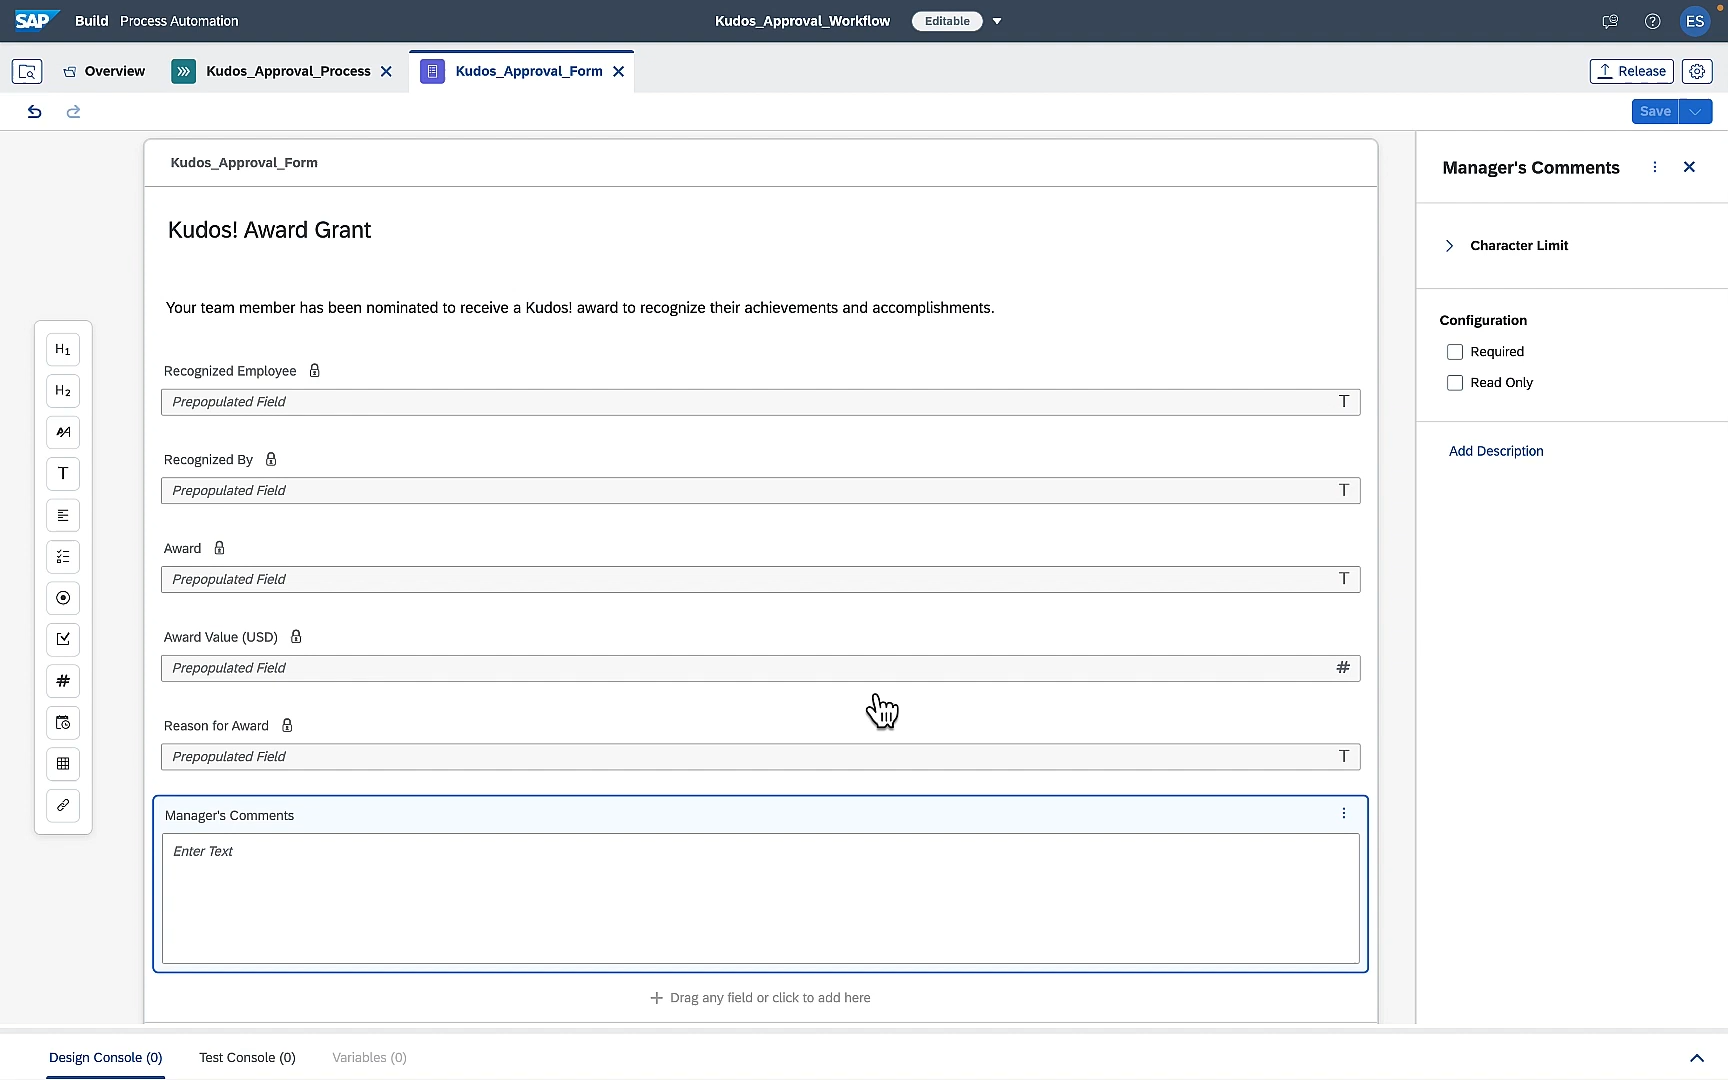 SAP Build Process Automation Kudos_Approval_Workflow Editable ES
Overview Kudos_Approval_Process Kudos_Approval_Form Release
Save
Kudos_Approval_Form
Kudos! Award Grant
Your team member has been nominated to receive a Kudos! award to recognize their achievements and accomplishments.
H1
H2
T
#
Recognized Employee
Prepopulated Field T
Recognized By
Prepopulated Field T
Award
Prepopulated Field T
Award Value (USD)
Prepopulated Field #
Reason for Award
Prepopulated Field T
Manager's Comments
Enter Text
Drag any field or click to add here
Manager's Comments
Character Limit
Configuration
Required
Read Only
Add Description
Design Console (0) Test Console (0) Variables (0)